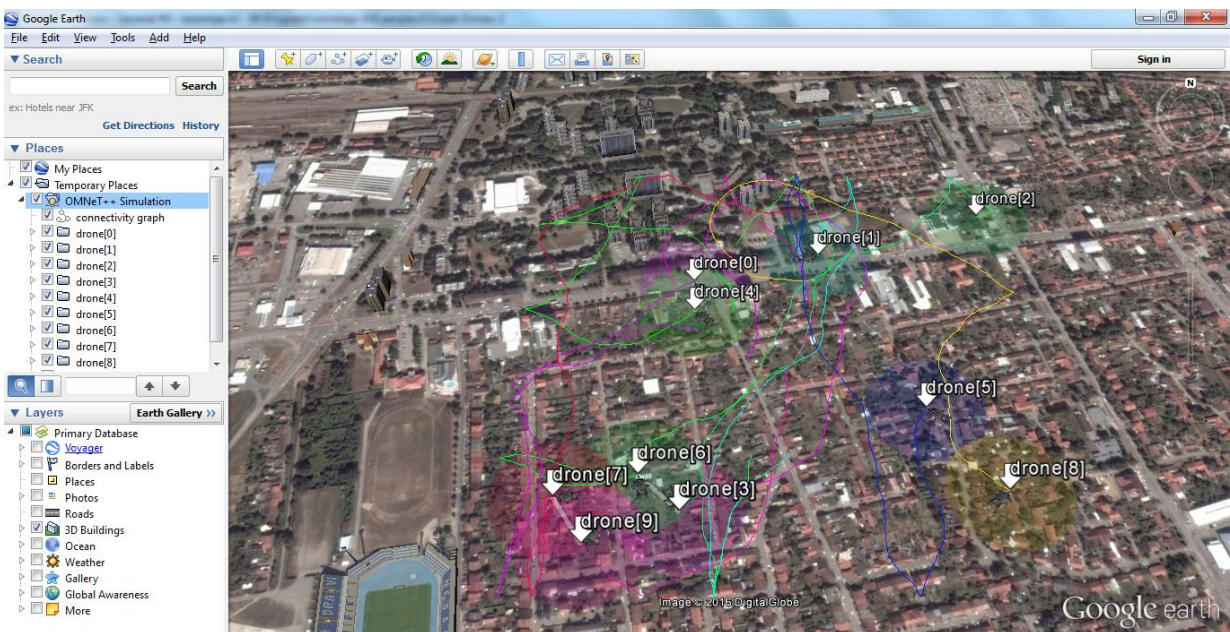 Google Earth
File Edit View Tools Add Help
Search
Sign in
Search
ex: Hotels near JFK
Get Directions History
Places
My Places
Temporary Places
OMNeT++ Simulation
connectivity graph
drone[0]
drone[1]
drone[2]
drone[3]
drone[4]
drone[5]
drone[6]
drone[7]
drone[8]
Layers
Earth Gallery >>
Primary Database
Voyager
Borders and Labels
Places
Photos
Roads
3D Buildings
Ocean
Weather
Gallery
Global Awareness
More
N
drone[2]
drone[1]
drone[0]
drone[4]
drone[5]
drone[6]
drone[7]
drone[8]
drone[3]
drone[9]
Image © 2016 DigitalGlobe
Google earth